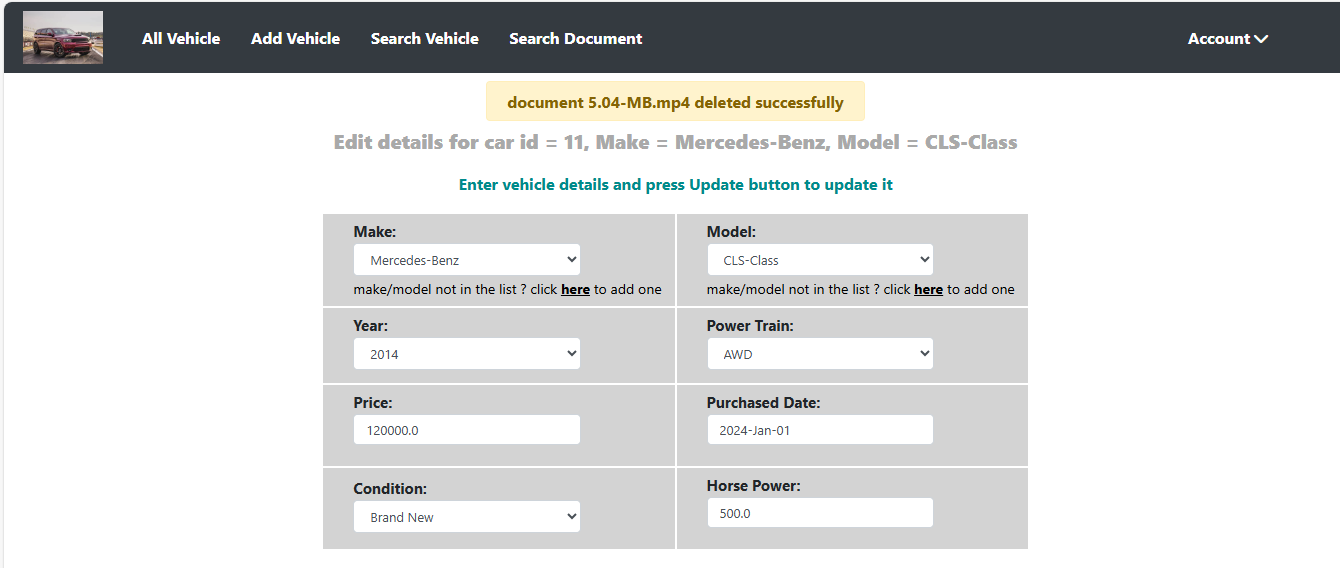 All Vehicle Add Vehicle Search Vehicle Search Document Account
document 5.04-MB.mp4 deleted successfully
Edit details for car id = 11, Make = Mercedes-Benz, Model = CLS-Class
Enter vehicle details and press Update button to update it
Make: Model:
Mercedes-Benz CLS-Class
make/model not in the list ? click here to add one make/model not in the list ? click here to add one
Year: Power Train:
2014 AWD
Price: Purchased Date:
120000.0 2024-Jan-01
Condition: Horse Power:
Brand New 500.0